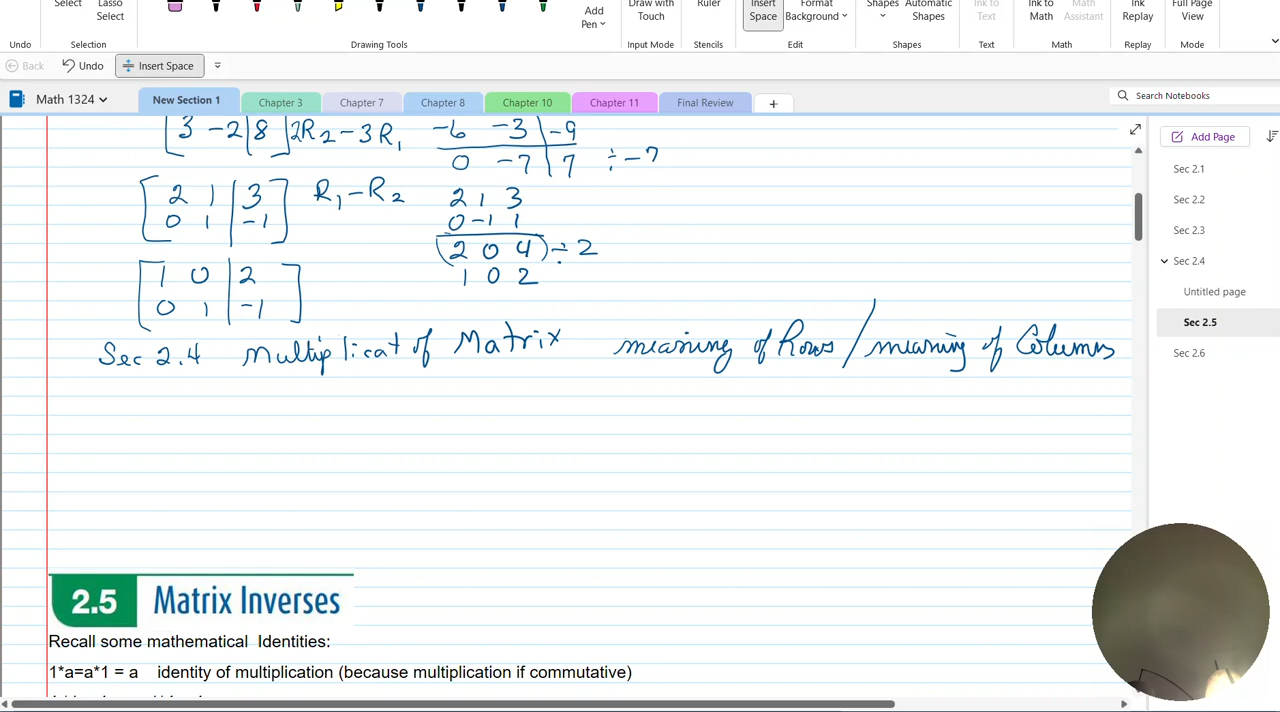 Select Lasso Select Add Pen Draw with Touch Ruler Insert Space Format Background Shapes Automatic Shapes Ink to Text Ink to Math Math Assistant Ink Replay Full Page View
Undo Selection Drawing Tools Input Mode Stencils Edit Shapes Text Math Replay Mode
Back Undo Insert Space
Math 1324 New Section 1 Chapter 3 Chapter 7 Chapter 8 Chapter 10 Chapter 11 Final Review + Search Notebooks
Add Page
Sec 2.1
Sec 2.2
Sec 2.3
Sec 2.4
Untitled page
Sec 2.5
Sec 2.6
[3 -2 | 8] 2R2 - 3R1 -6 -3 | -9
0 -7 | 7 ÷ -7
[2 1 | 3 R1 - R2 2 1 3
0 1 | -1] 0 -1 1
(2 0 4) ÷ 2
[1 0 | 2 1 0 2
0 1 | -1]
Sec 2.4 Multiplicat of Matrix meaning of Rows / meaning of Columns
2.5 Matrix Inverses
Recall some mathematical Identities:
1*a=a*1 = a identity of multiplication (because multiplication if commutative)